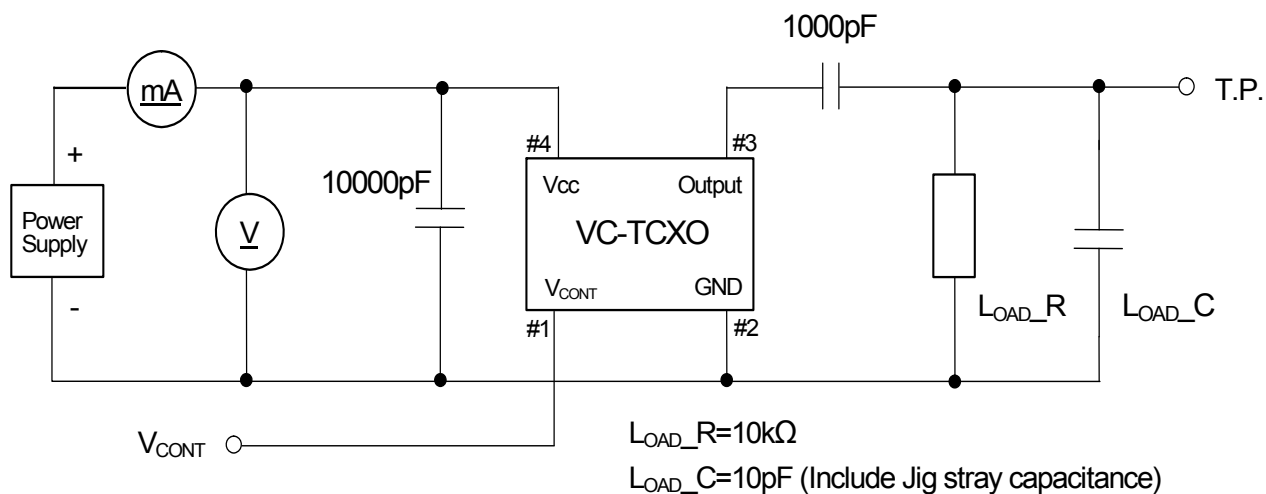 1000pF
mA
T.P.
#4
#3
+
10000pF
Vcc
Output
Power
Supply
V
VC-TCXO
-
VCONT
GND
#1
#2
LOAD_R
LOAD_C
VCONT
LOAD_R=10kΩ
LOAD_C=10pF (Include Jig stray capacitance)